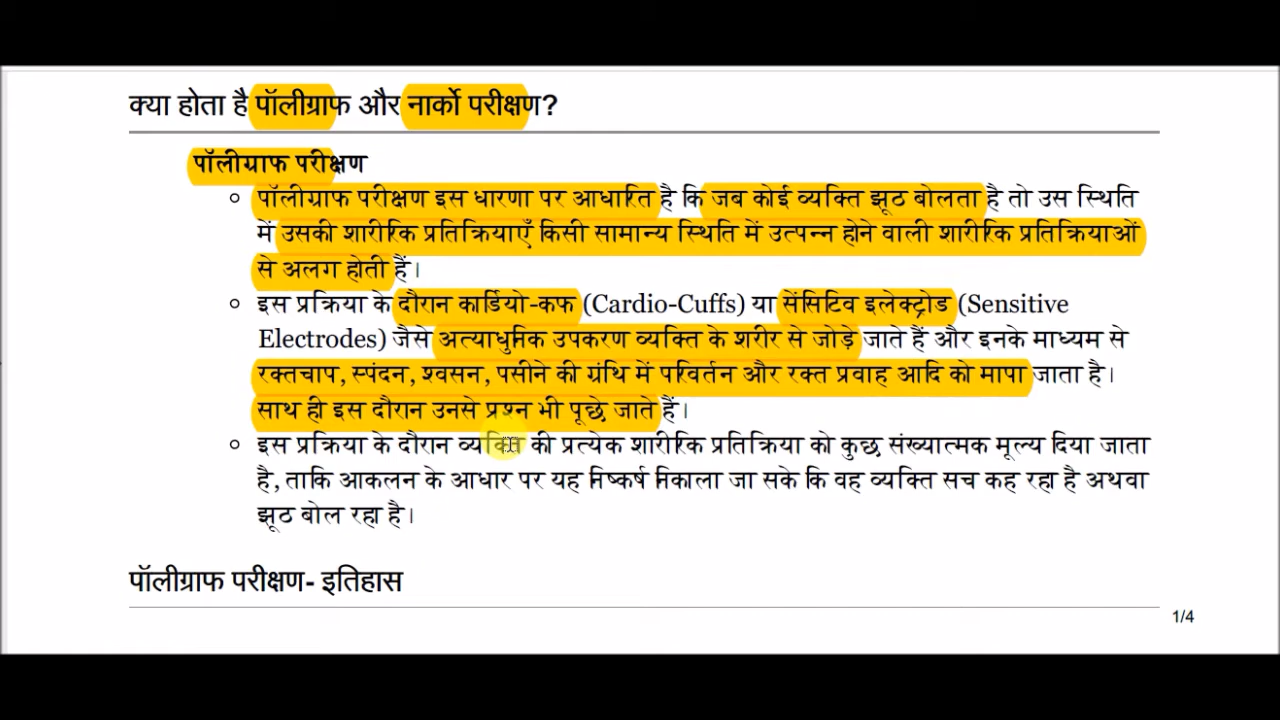 क्या होता है पॉलीग्राफ और नार्को परीक्षण?
पॉलीग्राफ परीक्षण
पॉलीग्राफ परीक्षण इस धारणा पर आधारित है कि जब कोई व्यक्ति झूठ बोलता है तो उस स्थिति
में उसकी शारीरिक प्रतिक्रियाएँ किसी सामान्य स्थिति में उत्पन्न होने वाली शारीरिक प्रतिक्रियाओं
से अलग होती हैं।
इस प्रक्रिया के दौरान कार्डियो-कफ (Cardio-Cuffs) या सेंसिटिव इलेक्ट्रोड (Sensitive
Electrodes) जैसे अत्याधुनिक उपकरण व्यक्ति के शरीर से जोड़े जाते हैं और इनके माध्यम से
रक्तचाप, स्पंदन, श्वसन, पसीने की ग्रंथि में परिवर्तन और रक्त प्रवाह आदि को मापा जाता है।
साथ ही इस दौरान उनसे प्रश्न भी पूछे जाते हैं।
इस प्रक्रिया के दौरान व्यक्ति की प्रत्येक शारीरिक प्रतिक्रिया को कुछ संख्यात्मक मूल्य दिया जाता
है, ताकि आकलन के आधार पर यह निष्कर्ष निकाला जा सके कि वह व्यक्ति सच कह रहा है अथवा
झूठ बोल रहा है।
पॉलीग्राफ परीक्षण- इतिहास
1/4